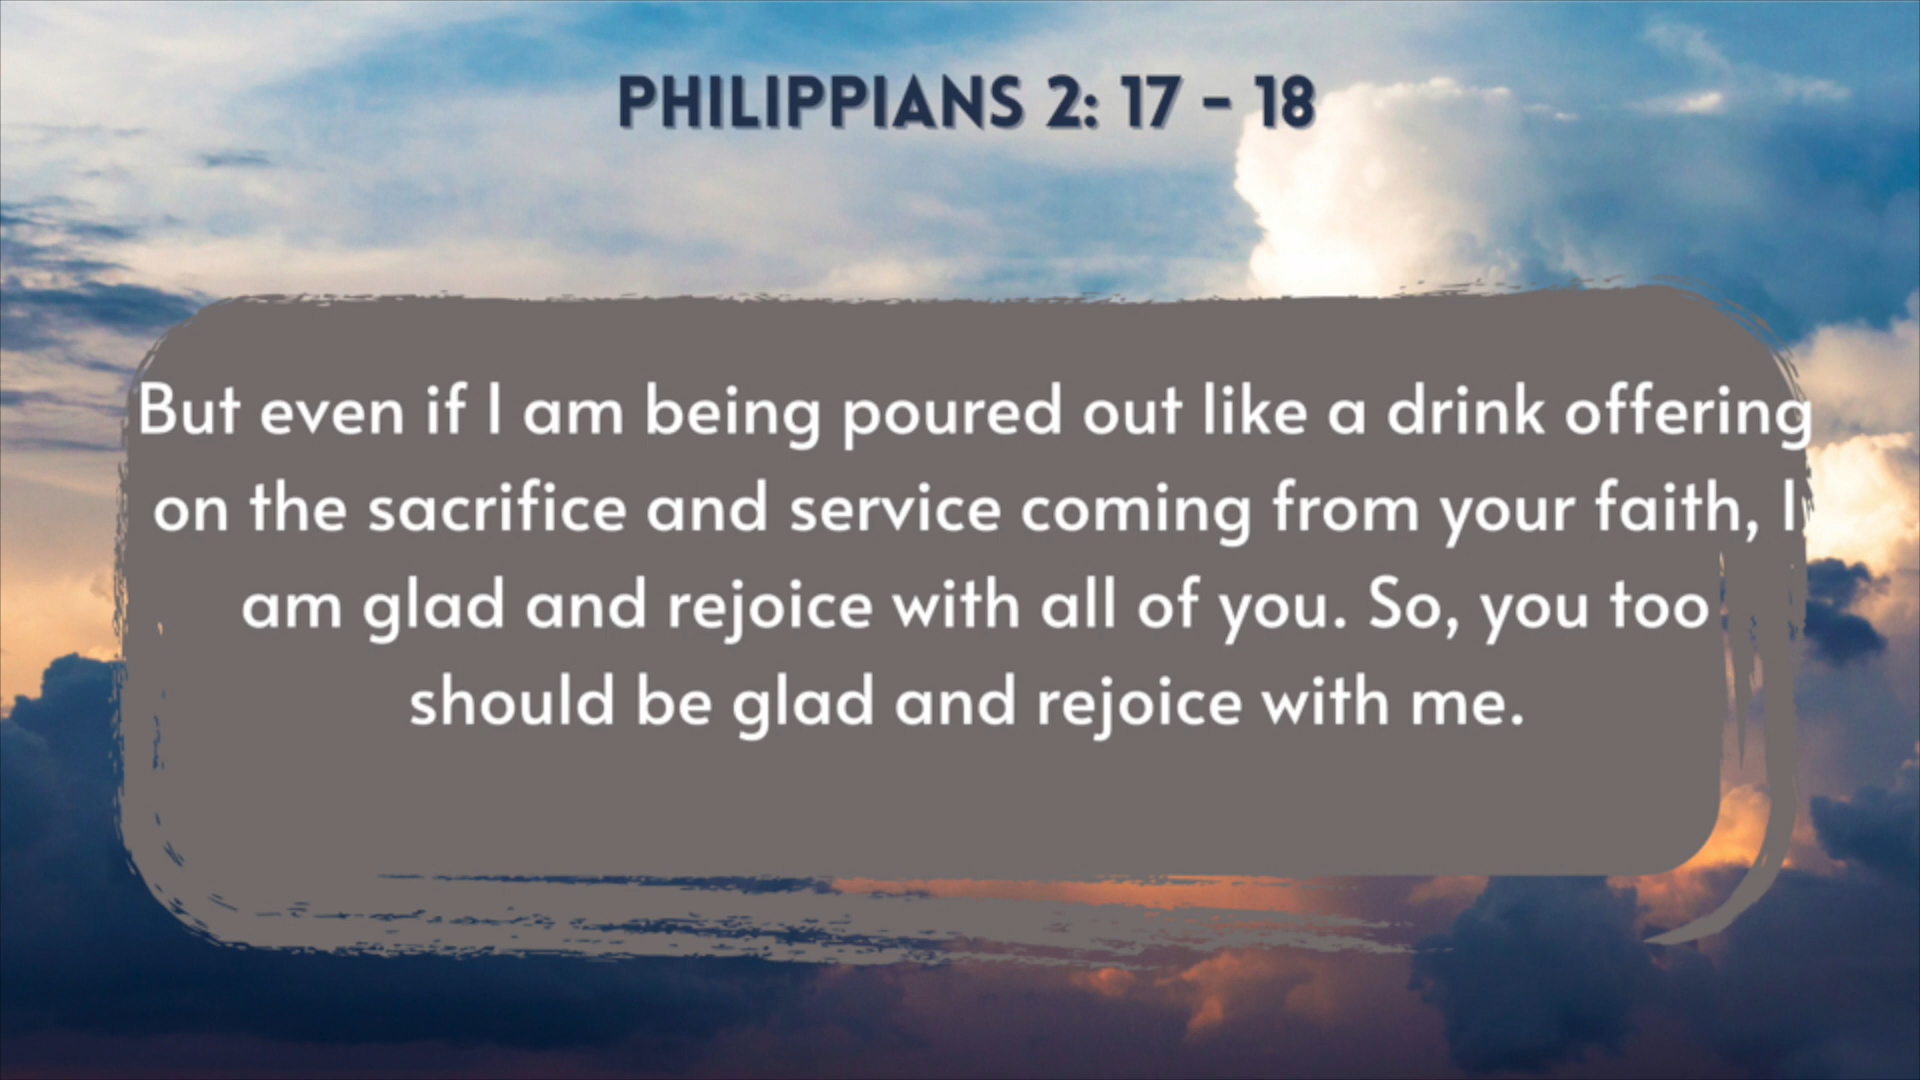 PHILIPPIANS 2: 17 - 18
But even if I am being poured out like a drink offering
on the sacrifice and service coming from your faith, I
am glad and rejoice with all of you. So, you too
should be glad and rejoice with me.